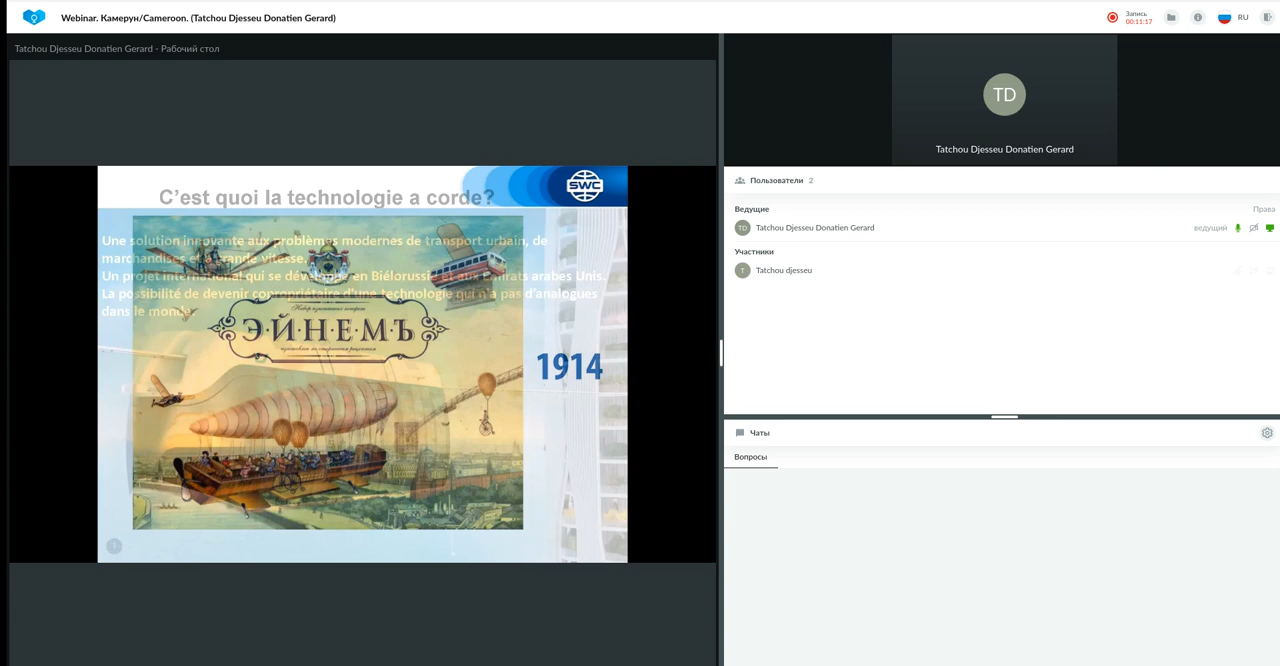 Webinar. Камерун/Cameroon. (Tatchou Djesseu Donatien Gerard)
Запись
00:11:17
RU
Tatchou Djesseu Donatien Gerard - Рабочий стол
C’est quoi la technologie a corde?
SWC
Une solution innovante aux problèmes modernes de transport urbain, de
marchandises et à grande vitesse.
Un projet international qui se développe en Biélorussie et aux Emirats arabes Unis.
La possibilité de devenir copropriétaire d’une technologie qui n’a pas d’analogues
dans le monde.
Э·Й·Н·Е·М·Ъ
1914
TD
Tatchou Djesseu Donatien Gerard
Пользователи 2
Ведущие
Права
TD
Tatchou Djesseu Donatien Gerard
ведущий
Участники
T
Tatchou djesseu
Чаты
Вопросы